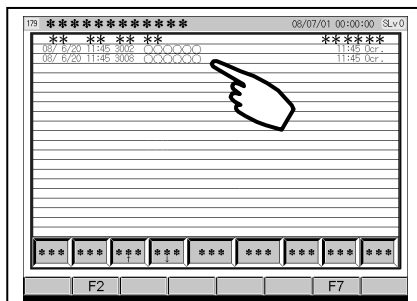 179 ************ 08/07/01 00:00:00 SLv0
** ** ** ** ******
08/ 6/20 11:45 3002 ○○○○○○ 11:45 Ocr.
08/ 6/20 11:45 3008 ○○○○○○ 11:45 Ocr.
*** *** ***↑ ***↓ *** *** *** *** ***
F2 F7